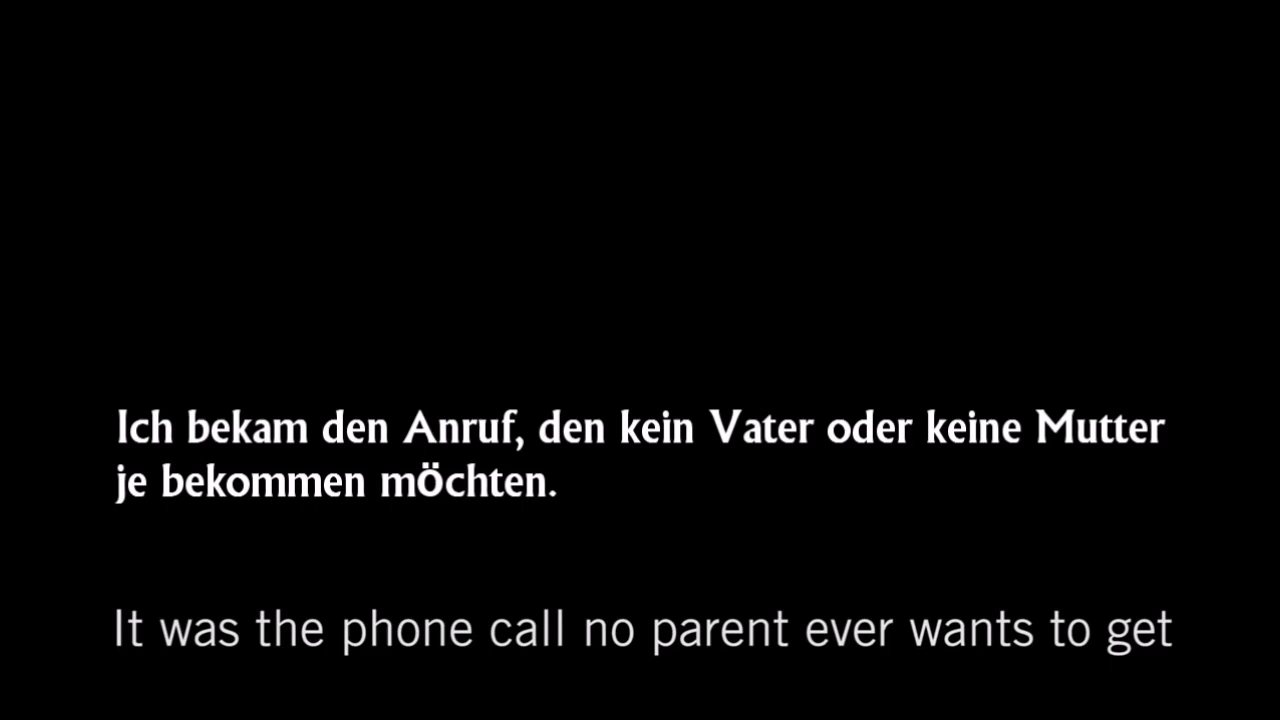 Ich bekam den Anruf, den kein Vater oder keine Mutter
je bekommen möchten.
It was the phone call no parent ever wants to get